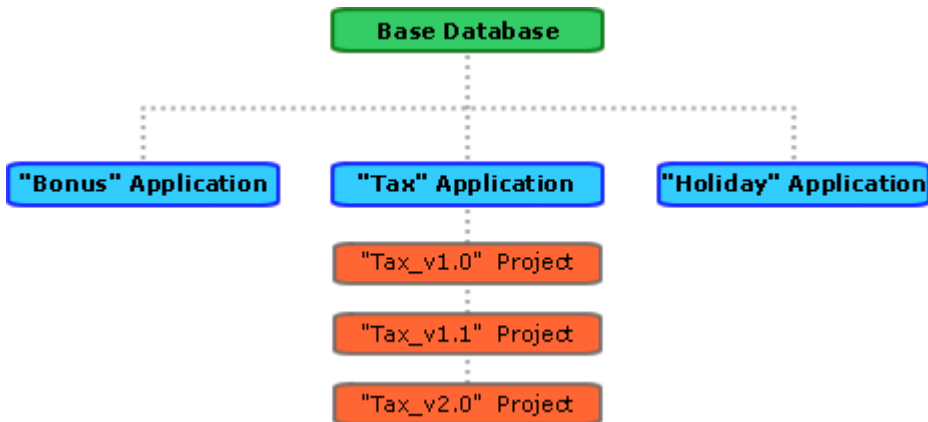 Base Database
"Bonus" Application
"Tax" Application
"Holiday" Application
"Tax_v1.0" Project
"Tax_v1.1" Project
"Tax_v2.0" Project